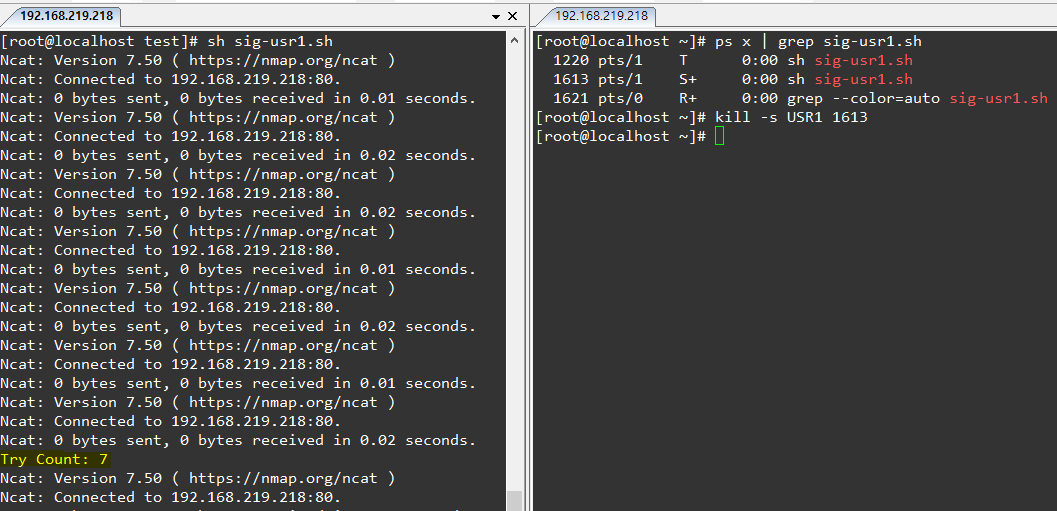 192.168.219.218
[root@localhost test]# sh sig-usr1.sh
Ncat: Version 7.50 ( https://nmap.org/ncat )
Ncat: Connected to 192.168.219.218:80.
Ncat: 0 bytes sent, 0 bytes received in 0.01 seconds.
Ncat: Version 7.50 ( https://nmap.org/ncat )
Ncat: Connected to 192.168.219.218:80.
Ncat: 0 bytes sent, 0 bytes received in 0.02 seconds.
Ncat: Version 7.50 ( https://nmap.org/ncat )
Ncat: Connected to 192.168.219.218:80.
Ncat: 0 bytes sent, 0 bytes received in 0.02 seconds.
Ncat: Version 7.50 ( https://nmap.org/ncat )
Ncat: Connected to 192.168.219.218:80.
Ncat: 0 bytes sent, 0 bytes received in 0.01 seconds.
Ncat: Version 7.50 ( https://nmap.org/ncat )
Ncat: Connected to 192.168.219.218:80.
Ncat: 0 bytes sent, 0 bytes received in 0.02 seconds.
Ncat: Version 7.50 ( https://nmap.org/ncat )
Ncat: Connected to 192.168.219.218:80.
Ncat: 0 bytes sent, 0 bytes received in 0.01 seconds.
Ncat: Version 7.50 ( https://nmap.org/ncat )
Ncat: Connected to 192.168.219.218:80.
Ncat: 0 bytes sent, 0 bytes received in 0.02 seconds.
Try Count: 7
Ncat: Version 7.50 ( https://nmap.org/ncat )
Ncat: Connected to 192.168.219.218:80.
192.168.219.218
[root@localhost ~]# ps x | grep sig-usr1.sh
1220 pts/1 T 0:00 sh sig-usr1.sh
1613 pts/1 S+ 0:00 sh sig-usr1.sh
1621 pts/0 R+ 0:00 grep --color=auto sig-usr1.sh
[root@localhost ~]# kill -s USR1 1613
[root@localhost ~]#